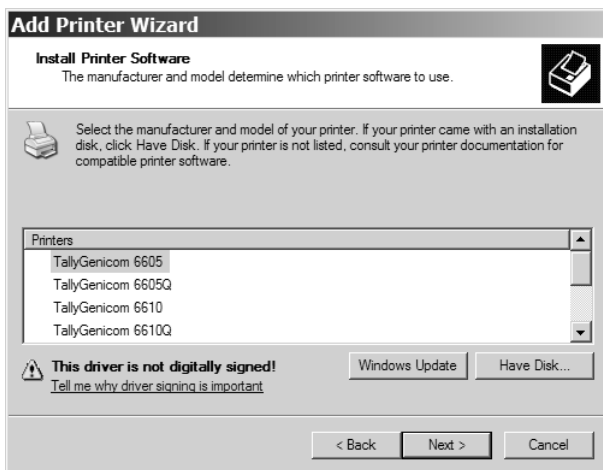 Add Printer Wizard
Install Printer Software
The manufacturer and model determine which printer software to use.
Select the manufacturer and model of your printer. If your printer came with an installation
disk, click Have Disk. If your printer is not listed, consult your printer documentation for
compatible printer software.
Printers
TallyGenicom 6605
TallyGenicom 6605Q
TallyGenicom 6610
TallyGenicom 6610Q
This driver is not digitally signed!
Tell me why driver signing is important
Windows Update
Have Disk...
< Back
Next >
Cancel